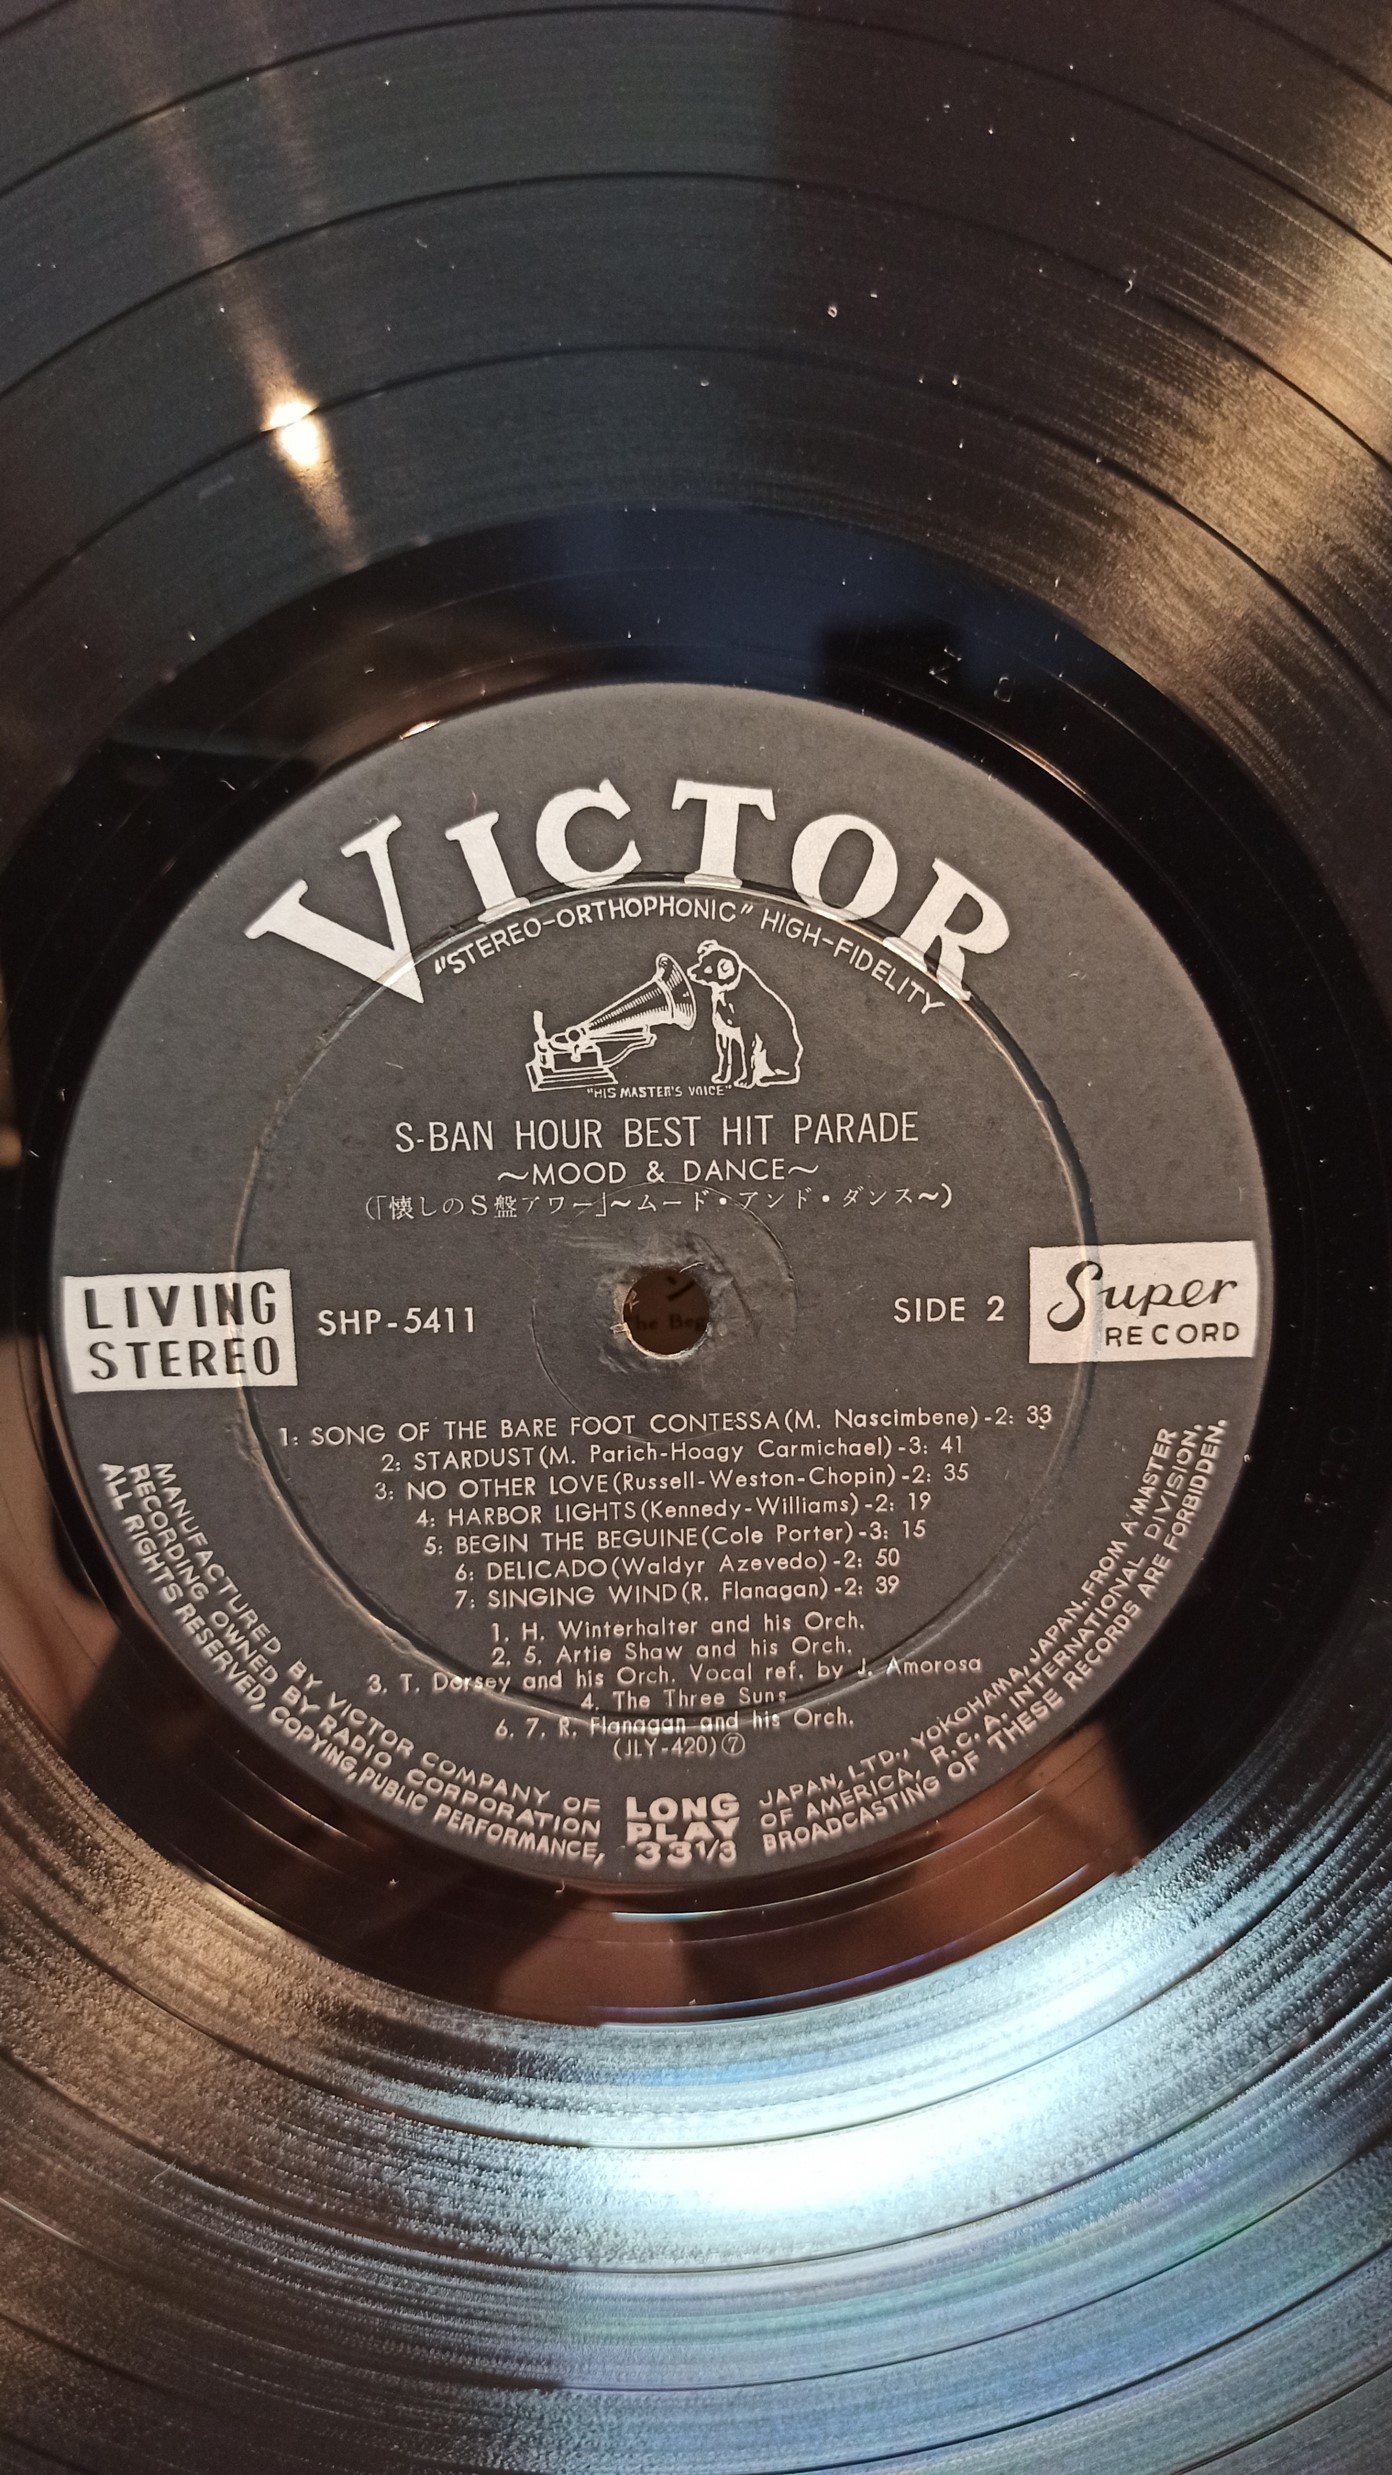 VICTOR
"STEREO-ORTHOPHONIC" HIGH-FIDELITY
"HIS MASTER'S VOICE"
S-BAN HOUR BEST HIT PARADE
～MOOD & DANCE～
(「懐しのS盤アワー」～ムード・アンド・ダンス～)
LIVING
STEREO
SHP-5411
SIDE 2
Super
RECORD
1: SONG OF THE BARE FOOT CONTESSA(M. Nascimbene)-2: 33
2: STARDUST(M. Parich-Hoagy Carmichael)-3: 41
3: NO OTHER LOVE(Russell-Weston-Chopin)-2: 35
4: HARBOR LIGHTS(Kennedy-Williams)-2: 19
5: BEGIN THE BEGUINE(Cole Porter)-3: 15
6: DELICADO(Waldyr Azevedo)-2: 50
7: SINGING WIND(R. Flanagan)-2: 39
1. H. Winterhalter and his Orch.
2. 5. Artie Shaw and his Orch.
3. T. Dorsey and his Orch. Vocal ref. by J. Amorosa
4. The Three Suns
6. 7. R. Flanagan and his Orch.
(JLY-420)⑦
MANUFACTURED BY VICTOR COMPANY OF JAPAN, LTD., YOKOHAMA, JAPAN. FROM A MASTER
RECORDING OWNED BY RADIO CORPORATION OF AMERICA, R.C.A. INTERNATIONAL DIVISION.
ALL RIGHTS RESERVED, COPYING, PUBLIC PERFORMANCE, BROADCASTING OF THESE RECORDS ARE FORBIDDEN.
LONG
PLAY
33 1/3